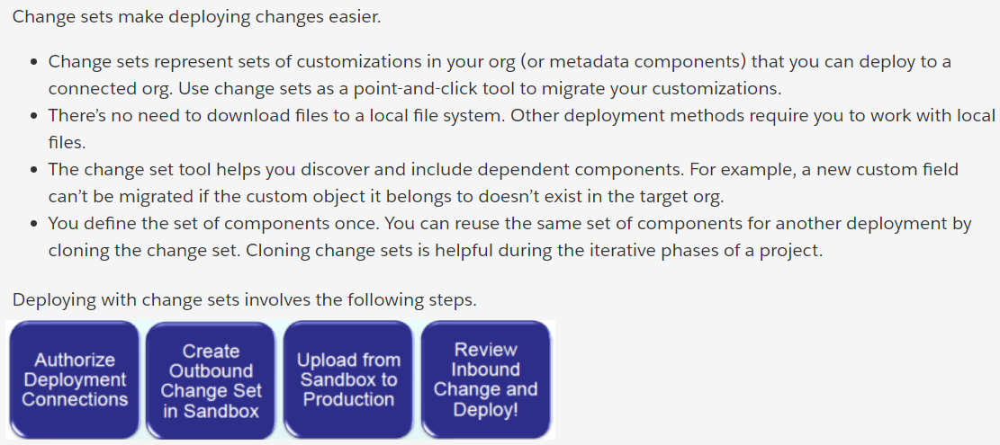 Change sets make deploying changes easier.
• Change sets represent sets of customizations in your org (or metadata components) that you can deploy to a
connected org. Use change sets as a point-and-click tool to migrate your customizations.
• There’s no need to download files to a local file system. Other deployment methods require you to work with local
files.
• The change set tool helps you discover and include dependent components. For example, a new custom field
can’t be migrated if the custom object it belongs to doesn’t exist in the target org.
• You define the set of components once. You can reuse the same set of components for another deployment by
cloning the change set. Cloning change sets is helpful during the iterative phases of a project.
Deploying with change sets involves the following steps.
Authorize
Deployment
Connections
Create
Outbound
Change Set
in Sandbox
Upload from
Sandbox to
Production
Review
Inbound
Change and
Deploy!